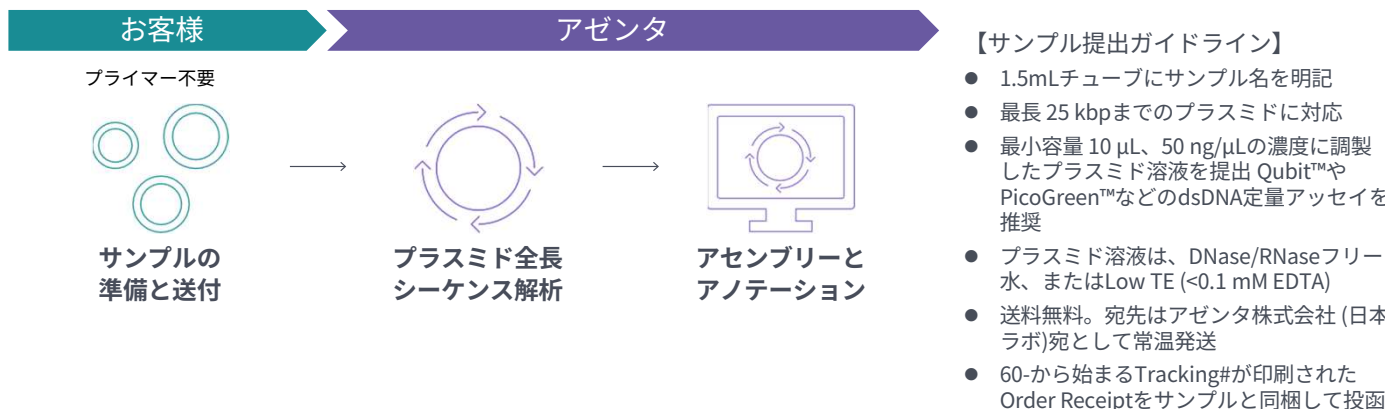 お客様
アゼンタ
プライマー不要
サンプルの
準備と送付
プラスミド全長
シーケンス解析
アセンブリーと
アノテーション
【サンプル提出ガイドライン】
● 1.5mLチューブにサンプル名を明記
● 最長 25 kbpまでのプラスミドに対応
● 最小容量 10 µL、50 ng/µLの濃度に調製
したプラスミド溶液を提出 Qubit™や
PicoGreen™などのdsDNA定量アッセイを
推奨
● プラスミド溶液は、DNase/RNaseフリー
水、またはLow TE (<0.1 mM EDTA)
● 送料無料。宛先はアゼンタ株式会社 (日本
ラボ)宛として常温発送
● 60-から始まるTracking#が印刷された
Order Receiptをサンプルと同梱して投函